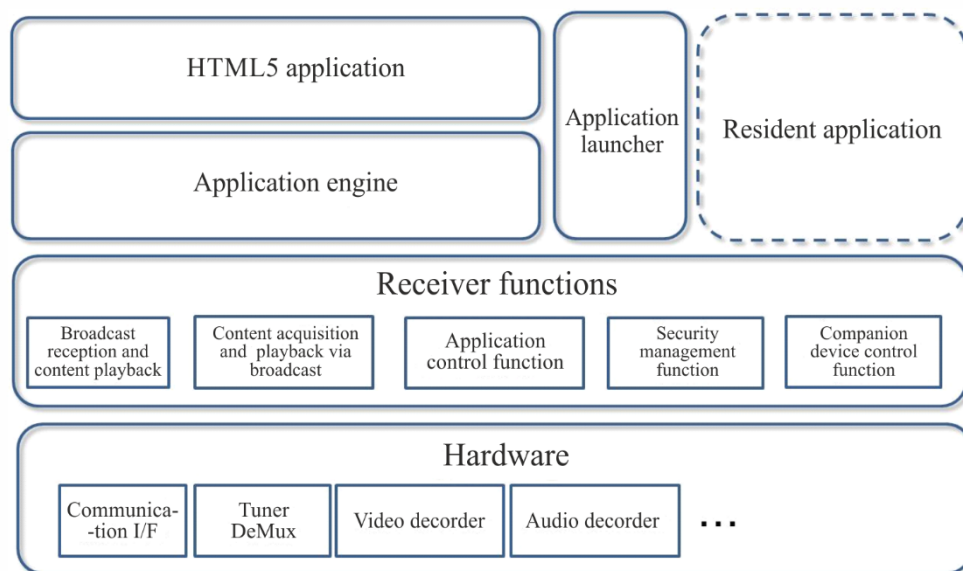 HTML5 application
Application engine
Application
launcher
Resident application
Receiver functions
Broadcast
reception and
content playback
Content acquisition
and playback via
broadcast
Application
control function
Security
management
function
Companion
device control
function
Hardware
Communica-
-tion I/F
Tuner
DeMux
Video decorder
Audio decorder
...